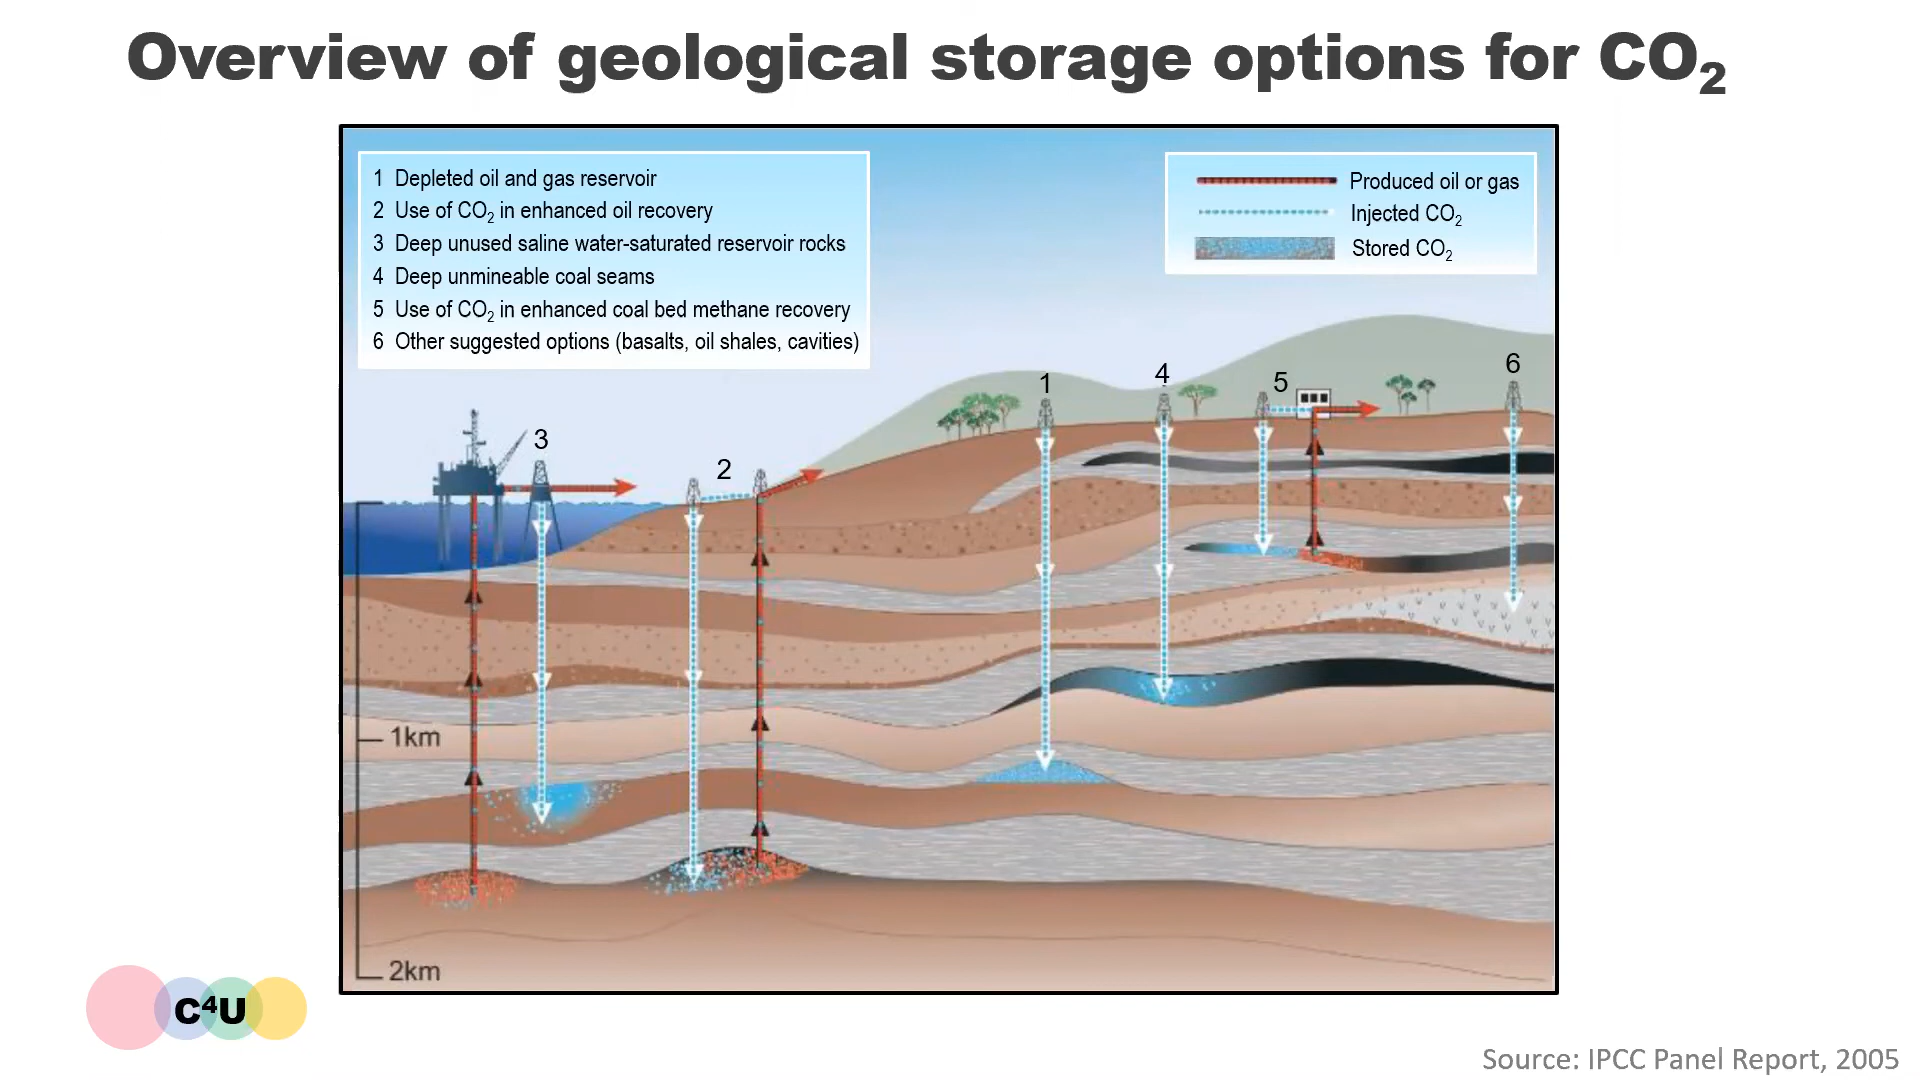 Overview of geological storage options for CO₂
1 Depleted oil and gas reservoir
2 Use of CO₂ in enhanced oil recovery
3 Deep unused saline water-saturated reservoir rocks
4 Deep unmineable coal seams
5 Use of CO₂ in enhanced coal bed methane recovery
6 Other suggested options (basalts, oil shales, cavities)
Produced oil or gas
Injected CO₂
Stored CO₂
6
4
5
1
3
2
1km
2km
C⁴U
Source: IPCC Panel Report, 2005